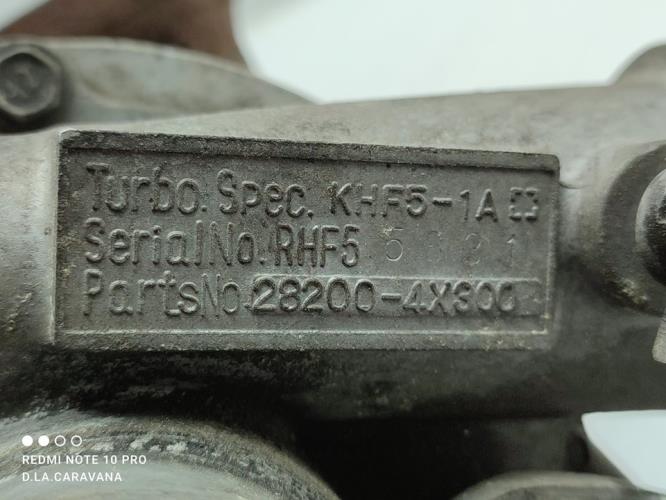 Turbo. Spec. KHF5-1A
Serial No. RHF5
Parts No. 28200-4X300
REDMI NOTE 10 PRO
D.LA.CARAVANA